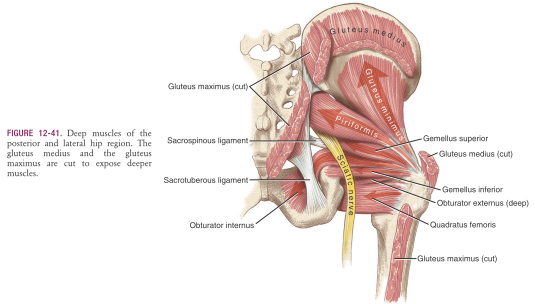 FIGURE 12-41. Deep muscles of the
posterior and lateral hip region. The
gluteus medius and the gluteus
maximus are cut to expose deeper
muscles.
Gluteus medius
Gluteus maximus (cut)
Gluteus minimus
Piriformis
Sacrospinous ligament
Gemellus superior
Gluteus medius (cut)
Sciatic nerve
Sacrotuberous ligament
Gemellus inferior
Obturator externus (deep)
Obturator internus
Quadratus femoris
Gluteus maximus (cut)